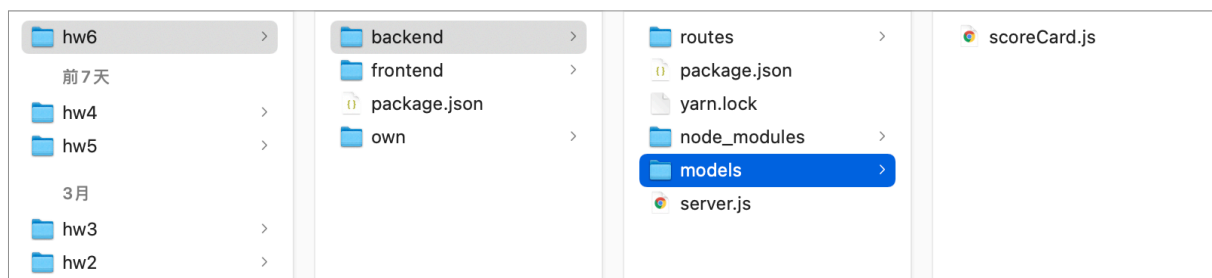 hw6
前7天
hw4
hw5
3月
hw3
hw2
backend
frontend
package.json
own
routes
package.json
yarn.lock
node_modules
models
server.js
scoreCard.js